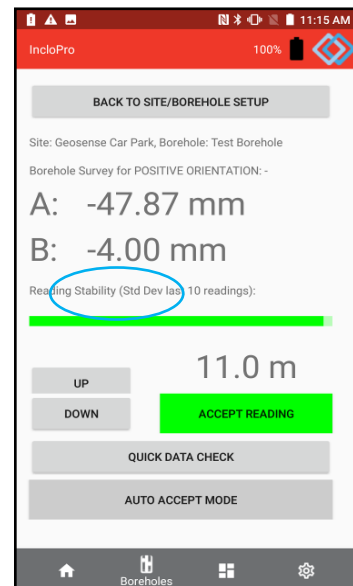 11:15 AM
IncloPro
100%
BACK TO SITE/BOREHOLE SETUP
Site: Geosense Car Park, Borehole: Test Borehole
Borehole Survey for POSITIVE ORIENTATION: -
A: -47.87 mm
B: -4.00 mm
Reading Stability (Std Dev last 10 readings):
11.0 m
UP
DOWN
ACCEPT READING
QUICK DATA CHECK
AUTO ACCEPT MODE
Boreholes